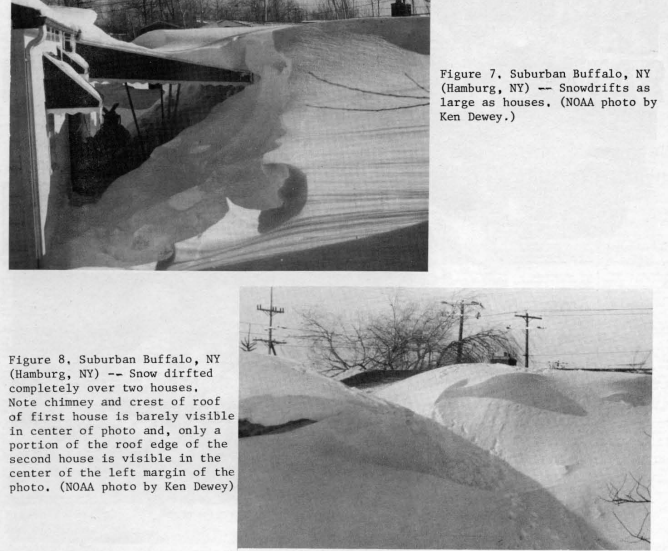 Figure 7. Suburban Buffalo, NY
(Hamburg, NY) -- Snowdrifts as
large as houses. (NOAA photo by
Ken Dewey.)
Figure 8. Suburban Buffalo, NY
(Hamburg, NY) -- Snow dirfted
completely over two houses.
Note chimney and crest of roof
of first house is barely visible
in center of photo and, only a
portion of the roof edge of the
second house is visible in the
center of the left margin of the
photo. (NOAA photo by Ken Dewey)